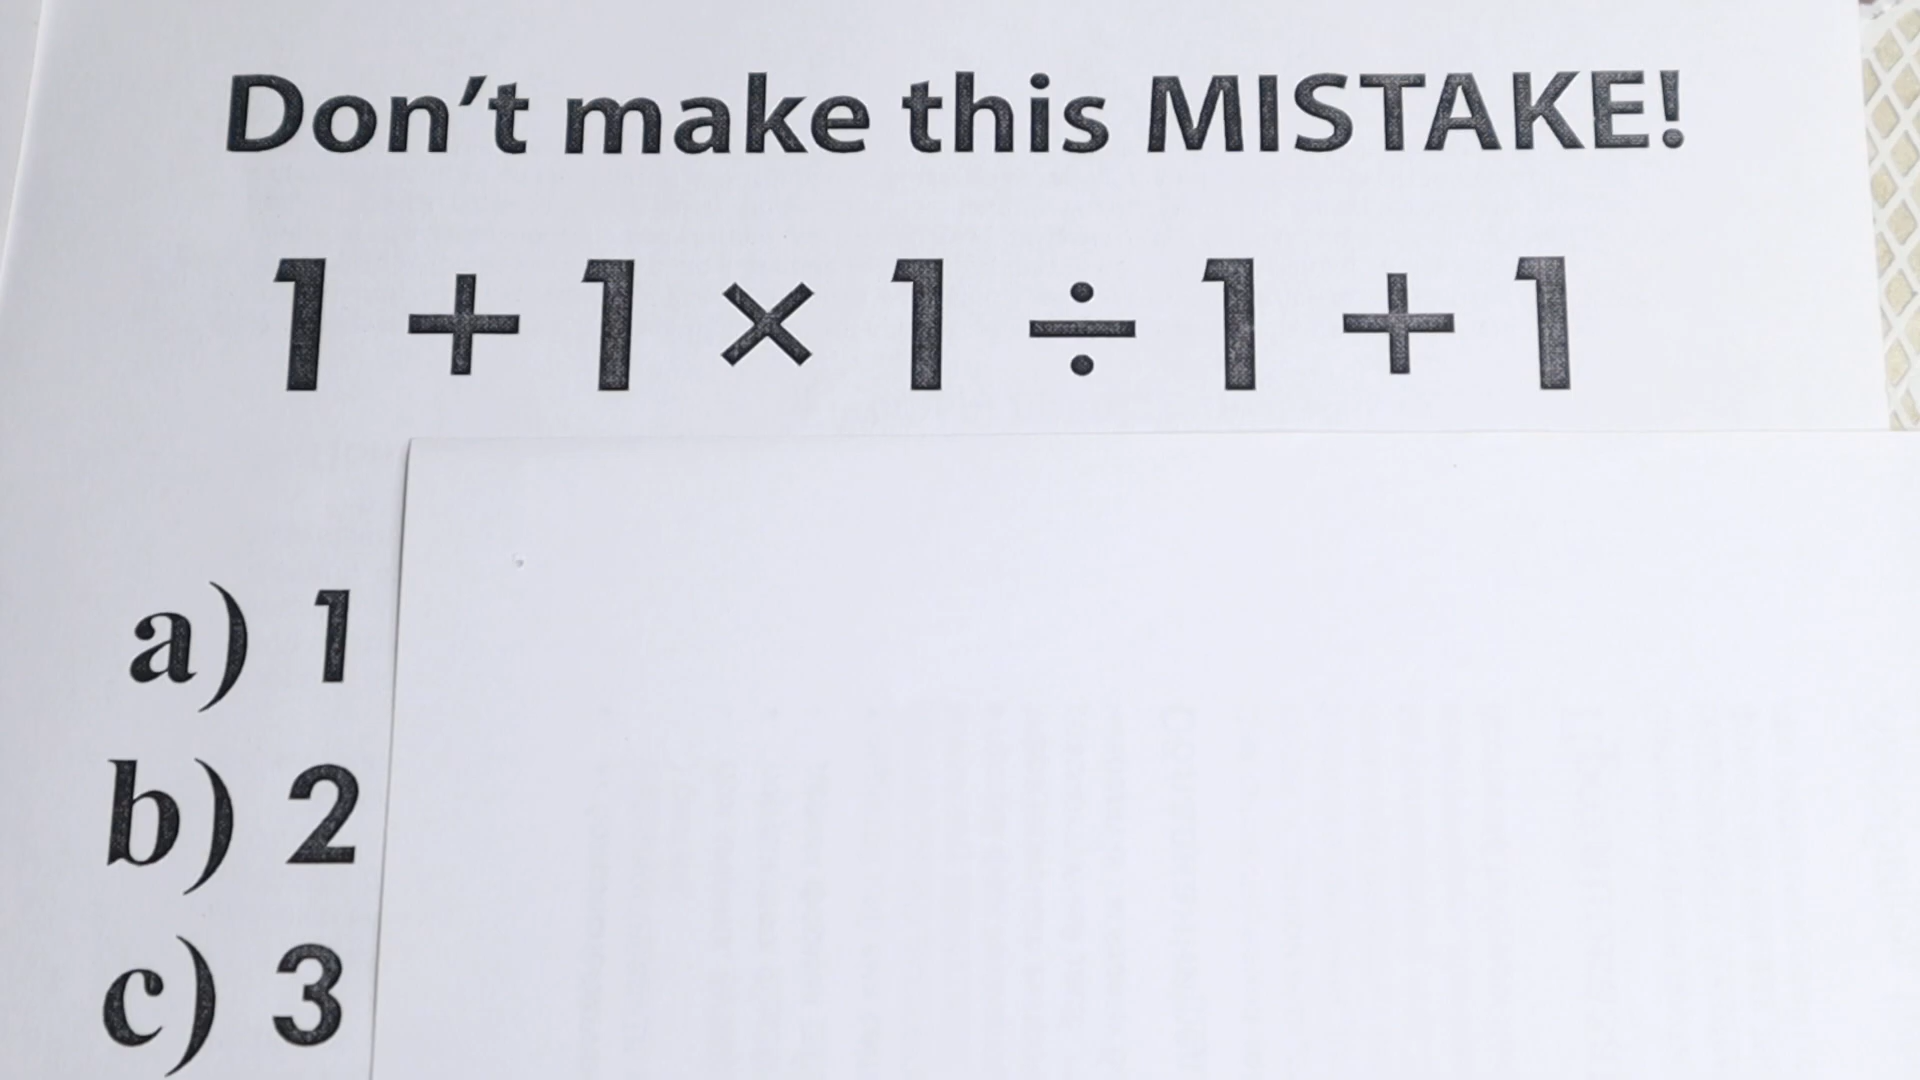 Don't make this MISTAKE!
1 + 1 × 1 ÷ 1 + 1
a) 1
b) 2
c) 3